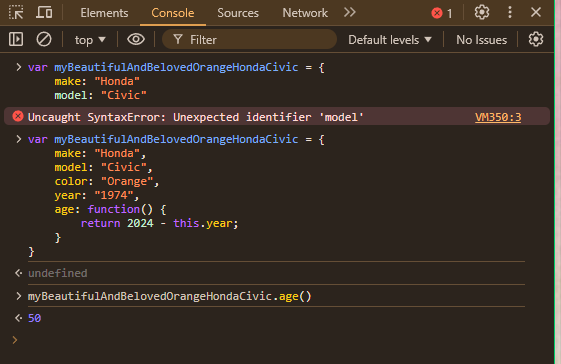 Elements Console Sources Network » 1
top ▼ Filter Default levels ▼ No Issues
> var myBeautifulAndBelovedOrangeHondaCivic = {
    make: "Honda"
    model: "Civic"
Uncaught SyntaxError: Unexpected identifier 'model' VM350:3
> var myBeautifulAndBelovedOrangeHondaCivic = {
    make: "Honda",
    model: "Civic",
    color: "Orange",
    year: "1974",
    age: function() {
        return 2024 - this.year;
    }
}
undefined
> myBeautifulAndBelovedOrangeHondaCivic.age()
50
>